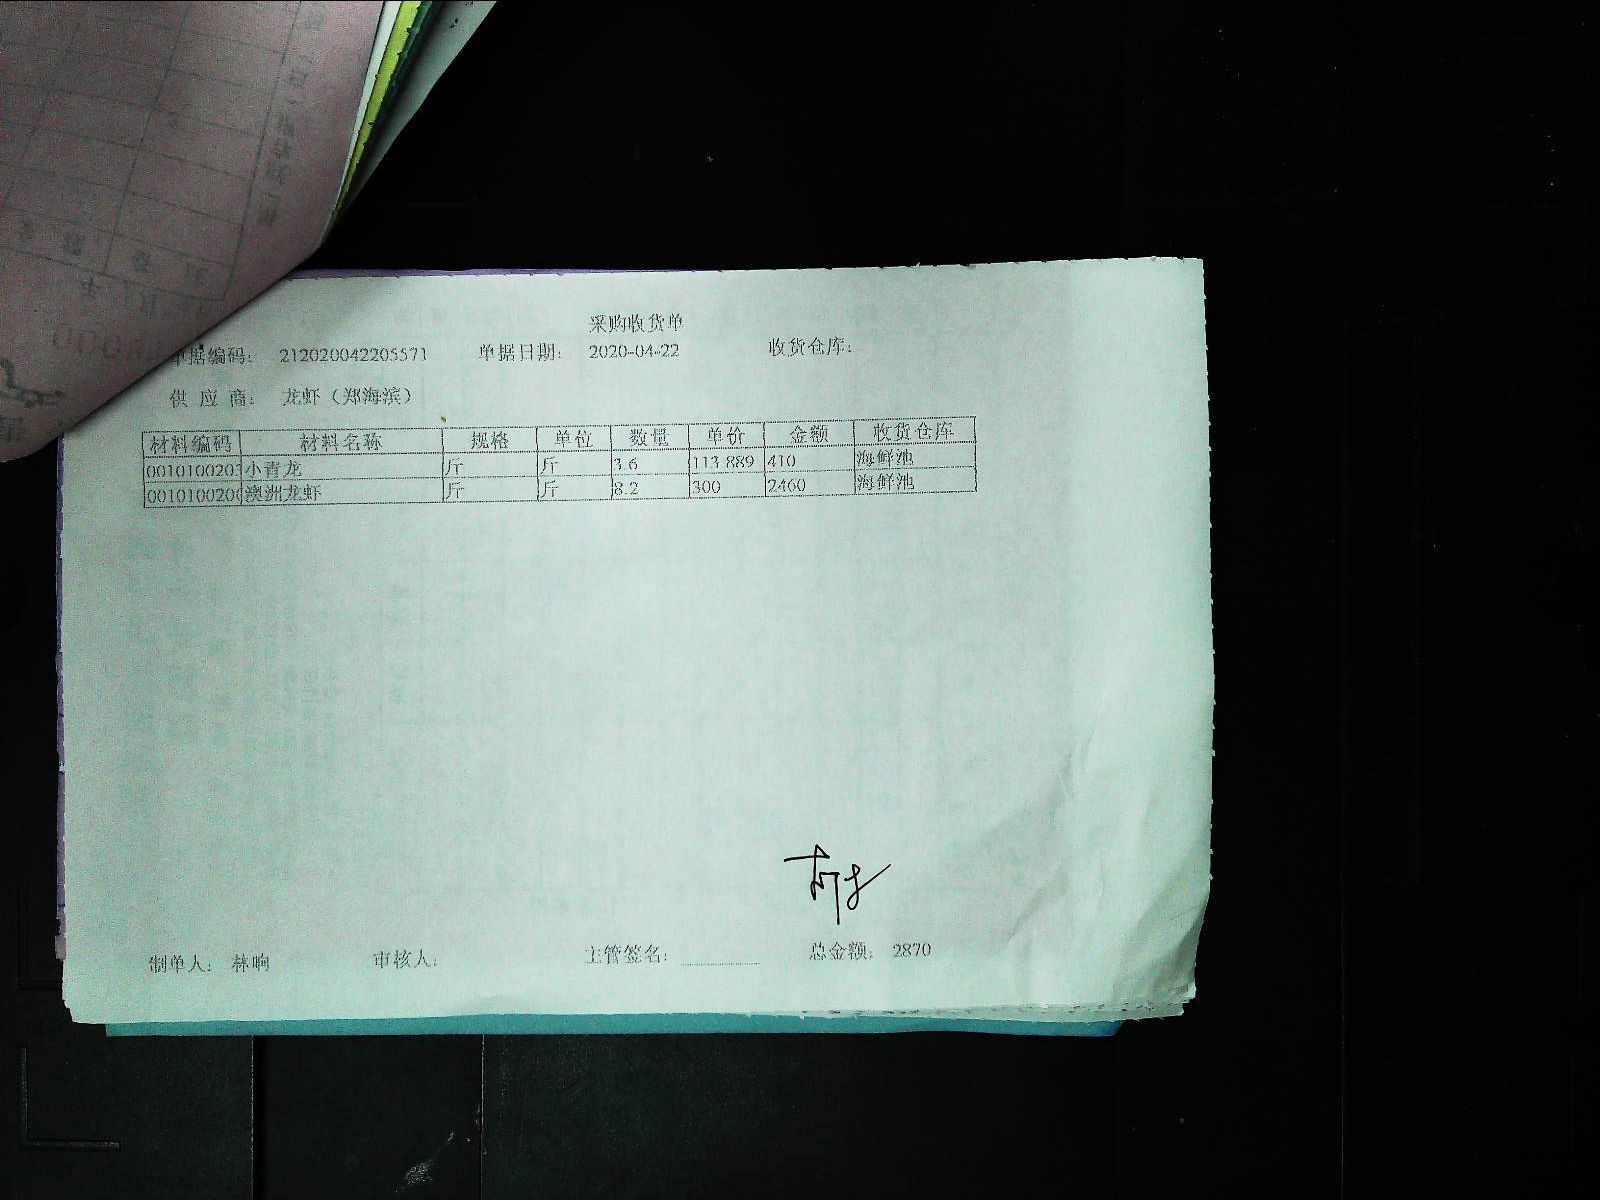 采购收货单
单据编码： 212020042205571 单据日期： 2020-04-22 收货仓库：
供 应 商： 龙虾（郑海滨）
材料编码 材料名称 规格 单位 数量 单价 金额 收货仓库
001010020 小青龙 斤 斤 3.6 113.889 410 海鲜池
001010020 澳洲龙虾 斤 斤 8.2 300 2460 海鲜池
制单人： 林响 审核人： 主管签名： 总金额： 2870